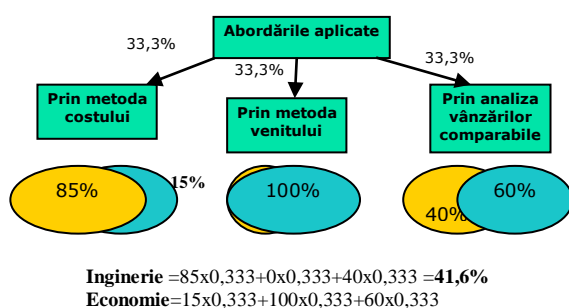 Abordările aplicate
33,3%
33,3%
33,3%
Prin metoda
costului
Prin metoda
venitului
Prin analiza
vânzărilor
comparabile
85%
15%
100%
40%
60%
Inginerie =85x0,333+0x0,333+40x0,333 =41,6%
Economie=15x0,333+100x0,333+60x0,333